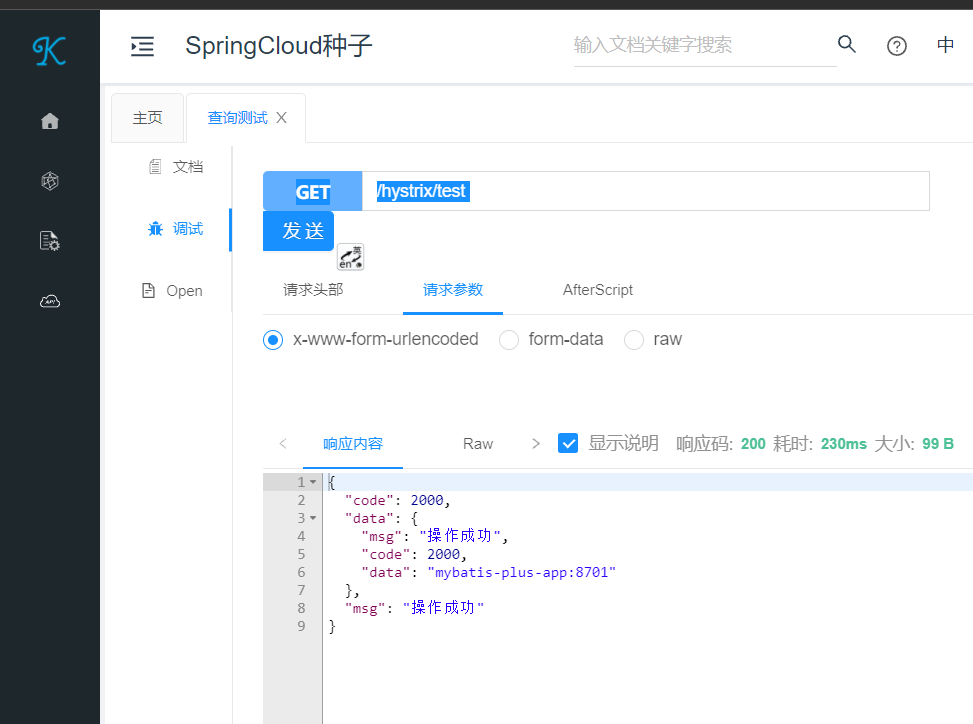 SpringCloud种子
输入文档关键字搜索
中
主页
查询测试
文档
调试
Open
GET
/hystrix/test
发送
英
en
请求头部
请求参数
AfterScript
x-www-form-urlencoded
form-data
raw
响应内容
Raw
显示说明
响应码: 200 耗时: 230ms 大小: 99 B
1 {
2 "code": 2000,
3 "data": {
4 "msg": "操作成功",
5 "code": 2000,
6 "data": "mybatis-plus-app:8701"
7 },
8 "msg": "操作成功"
9 }